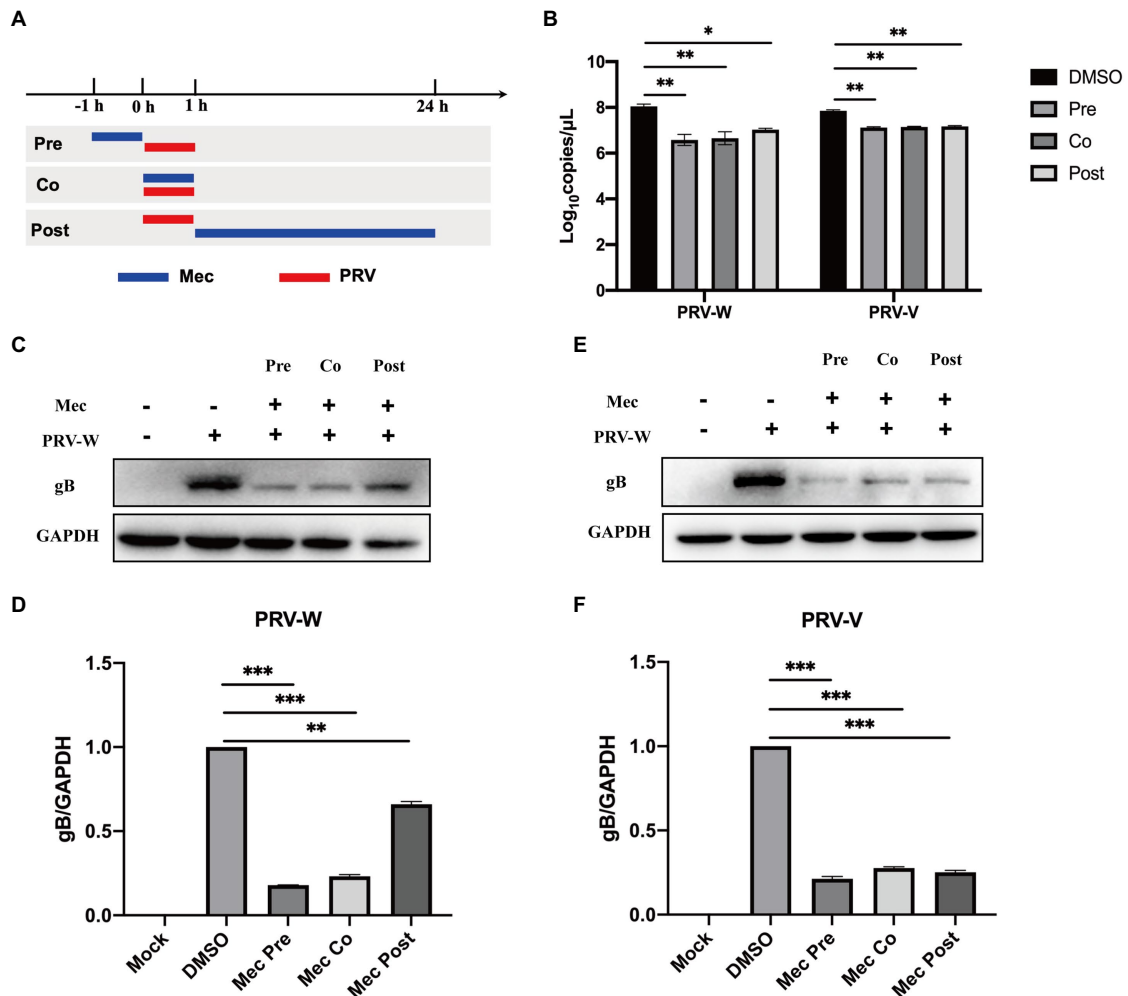 A
-1 h
0 h
1 h
24 h
Pre
Co
Post
Mec
PRV
B
Log10copies/μL
10
8
6
4
2
0
*
**
**
**
**
**
PRV-W
PRV-V
DMSO
Pre
Co
Post
C
Pre Co Post
Mec - - + + +
PRV-W - + + + +
gB
GAPDH
E
Pre Co Post
Mec - - + + +
PRV-W - + + + +
gB
GAPDH
D
PRV-W
gB/GAPDH
1.5
1.0
0.5
0.0
***
***
**
Mock
DMSO
Mec Pre
Mec Co
Mec Post
F
PRV-V
gB/GAPDH
1.5
1.0
0.5
0.0
***
***
***
Mock
DMSO
Mec Pre
Mec Co
Mec Post